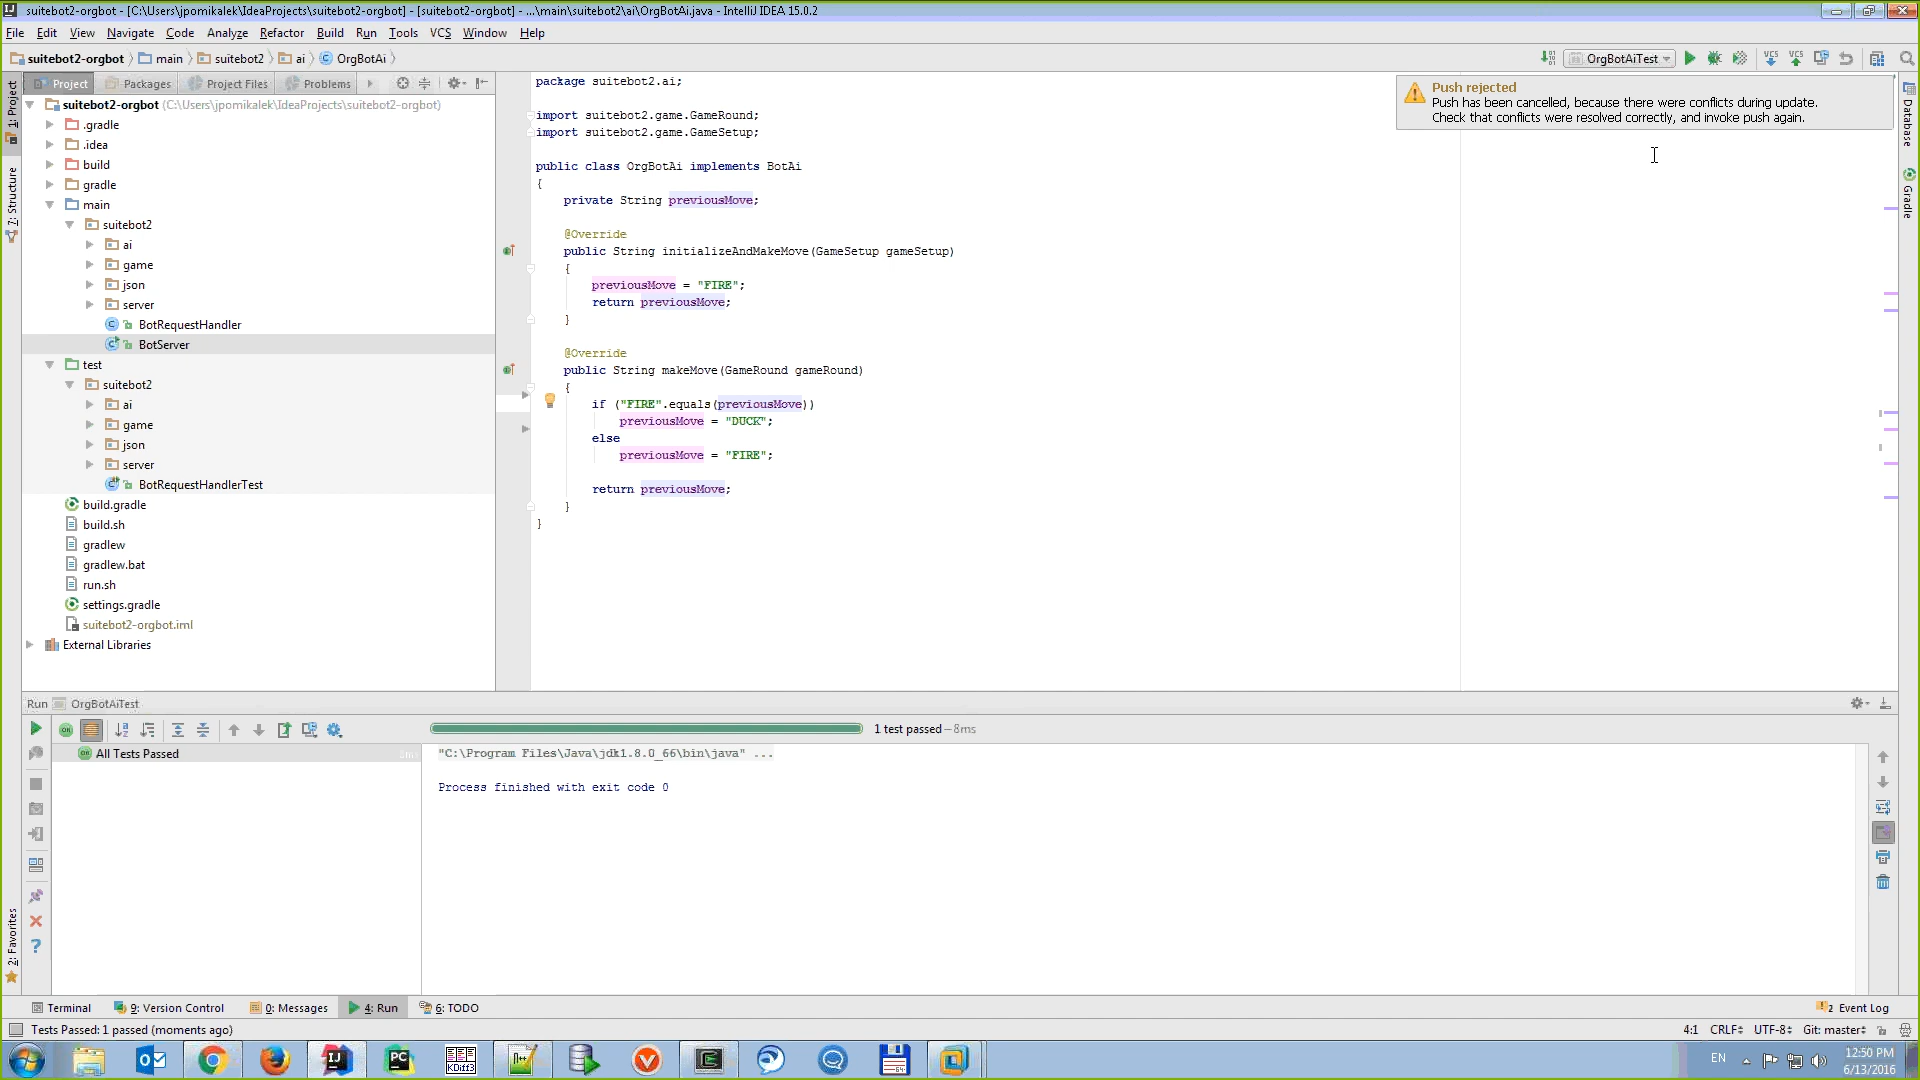 suitebot2-orgbot - [C:\Users\jpomikalek\IdeaProjects\suitebot2-orgbot] - [suitebot2-orgbot] - ...\main\suitebot2\ai\OrgBotAi.java - IntelliJ IDEA 15.0.2
File Edit View Navigate Code Analyze Refactor Build Run Tools VCS Window Help
suitebot2-orgbot main suitebot2 ai OrgBotAi
OrgBotAiTest
Project Packages Project Files Problems
1: Project
7: Structure
2: Favorites
Database
Gradle
suitebot2-orgbot (C:\Users\jpomikalek\IdeaProjects\suitebot2-orgbot)
.gradle
.idea
build
gradle
main
suitebot2
ai
game
json
server
BotRequestHandler
BotServer
test
suitebot2
ai
game
json
server
BotRequestHandlerTest
build.gradle
build.sh
gradlew
gradlew.bat
run.sh
settings.gradle
suitebot2-orgbot.iml
External Libraries
package suitebot2.ai;
import suitebot2.game.GameRound;
import suitebot2.game.GameSetup;
public class OrgBotAi implements BotAi
{
private String previousMove;
@Override
public String initializeAndMakeMove(GameSetup gameSetup)
{
previousMove = "FIRE";
return previousMove;
}
@Override
public String makeMove(GameRound gameRound)
{
if ("FIRE".equals(previousMove))
previousMove = "DUCK";
else
previousMove = "FIRE";
return previousMove;
}
}
Push rejected
Push has been cancelled, because there were conflicts during update.
Check that conflicts were resolved correctly, and invoke push again.
Run OrgBotAiTest
1 test passed – 8ms
All Tests Passed
8ms
"C:\Program Files\Java\jdk1.8.0_66\bin\java" ...
Process finished with exit code 0
Terminal 9: Version Control 0: Messages 4: Run 6: TODO
2 Event Log
Tests Passed: 1 passed (moments ago)
4:1 CRLF UTF-8 Git: master
EN
12:50 PM
6/13/2016